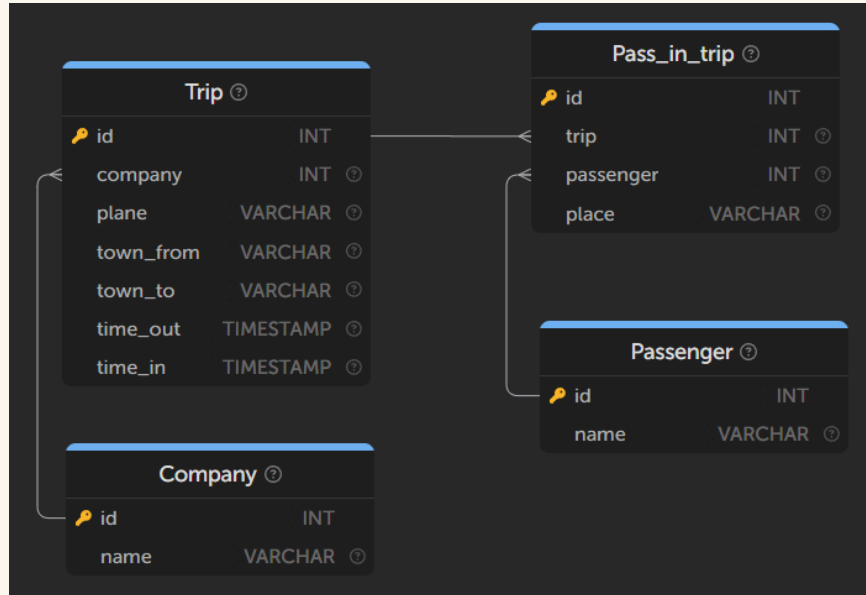 Trip ?
id INT
company INT ?
plane VARCHAR ?
town_from VARCHAR ?
town_to VARCHAR ?
time_out TIMESTAMP ?
time_in TIMESTAMP ?
Pass_in_trip ?
id INT
trip INT ?
passenger INT ?
place VARCHAR ?
Company ?
id INT
name VARCHAR ?
Passenger ?
id INT
name VARCHAR ?